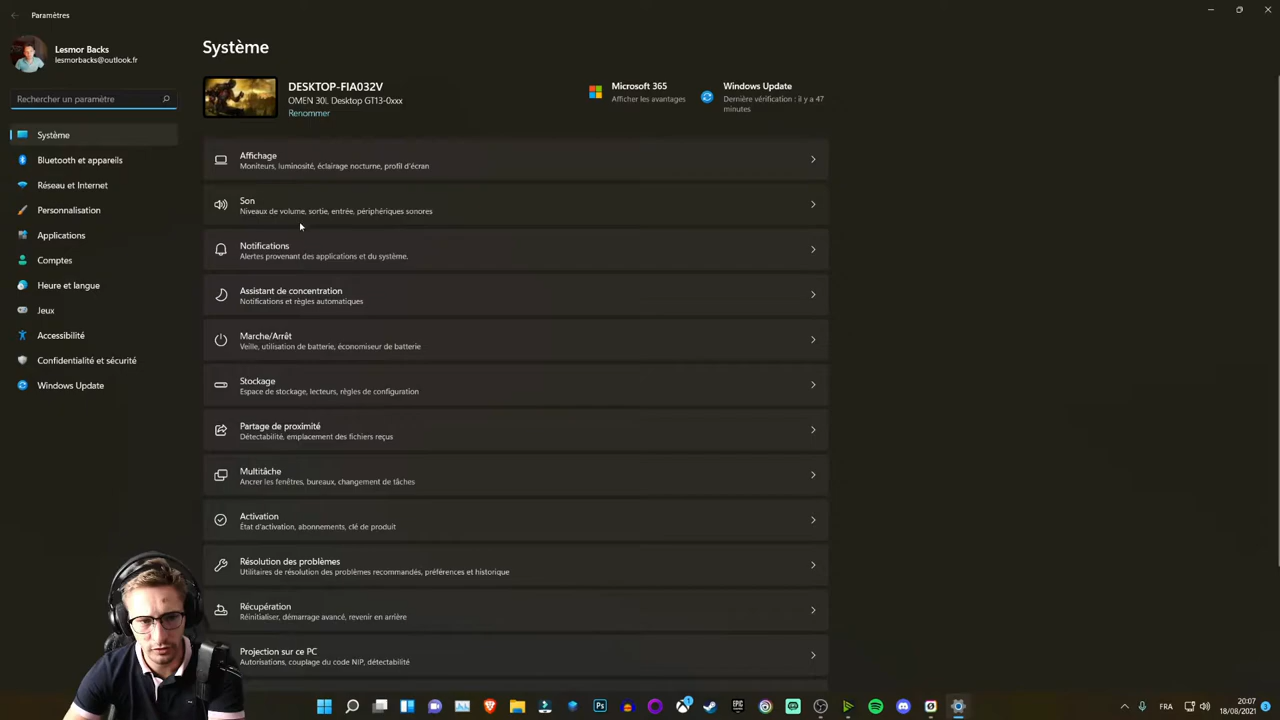 Paramètres
Lesmor Backs
lesmorbacks@outlook.fr
Rechercher un paramètre
Système
Bluetooth et appareils
Réseau et Internet
Personnalisation
Applications
Comptes
Heure et langue
Jeux
Accessibilité
Confidentialité et sécurité
Windows Update
Système
DESKTOP-FIA032V
OMEN 30L Desktop GT13-0xxx
Renommer
Microsoft 365
Afficher les avantages
Windows Update
Dernière vérification : il y a 47
minutes
Affichage
Moniteurs, luminosité, éclairage nocturne, profil d'écran
Son
Niveaux de volume, sortie, entrée, périphériques sonores
Notifications
Alertes provenant des applications et du système.
Assistant de concentration
Notifications et règles automatiques
Marche/Arrêt
Veille, utilisation de batterie, économiseur de batterie
Stockage
Espace de stockage, lecteurs, règles de configuration
Partage de proximité
Détectabilité, emplacement des fichiers reçus
Multitâche
Ancrer les fenêtres, bureaux, changement de tâches
Activation
État d'activation, abonnements, clé de produit
Résolution des problèmes
Utilitaires de résolution des problèmes recommandés, préférences et historique
Récupération
Réinitialiser, démarrage avancé, revenir en arrière
Projection sur ce PC
Autorisations, couplage du code NIP, détectabilité
FRA
20:07
18/08/2021